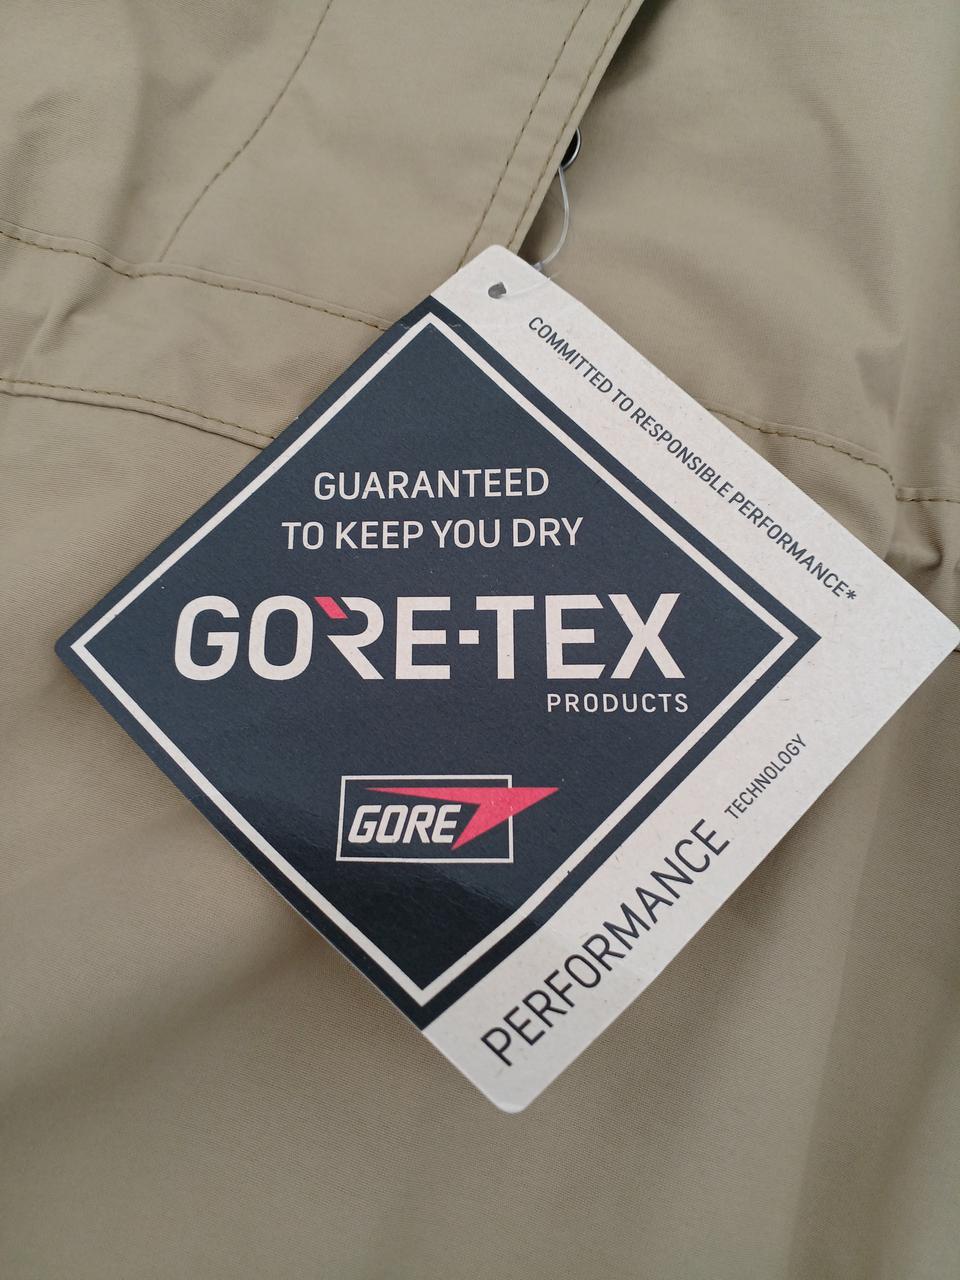 COMMITTED TO RESPONSIBLE PERFORMANCE*
GUARANTEED
TO KEEP YOU DRY
GORE-TEX
PRODUCTS
GORE
PERFORMANCE TECHNOLOGY